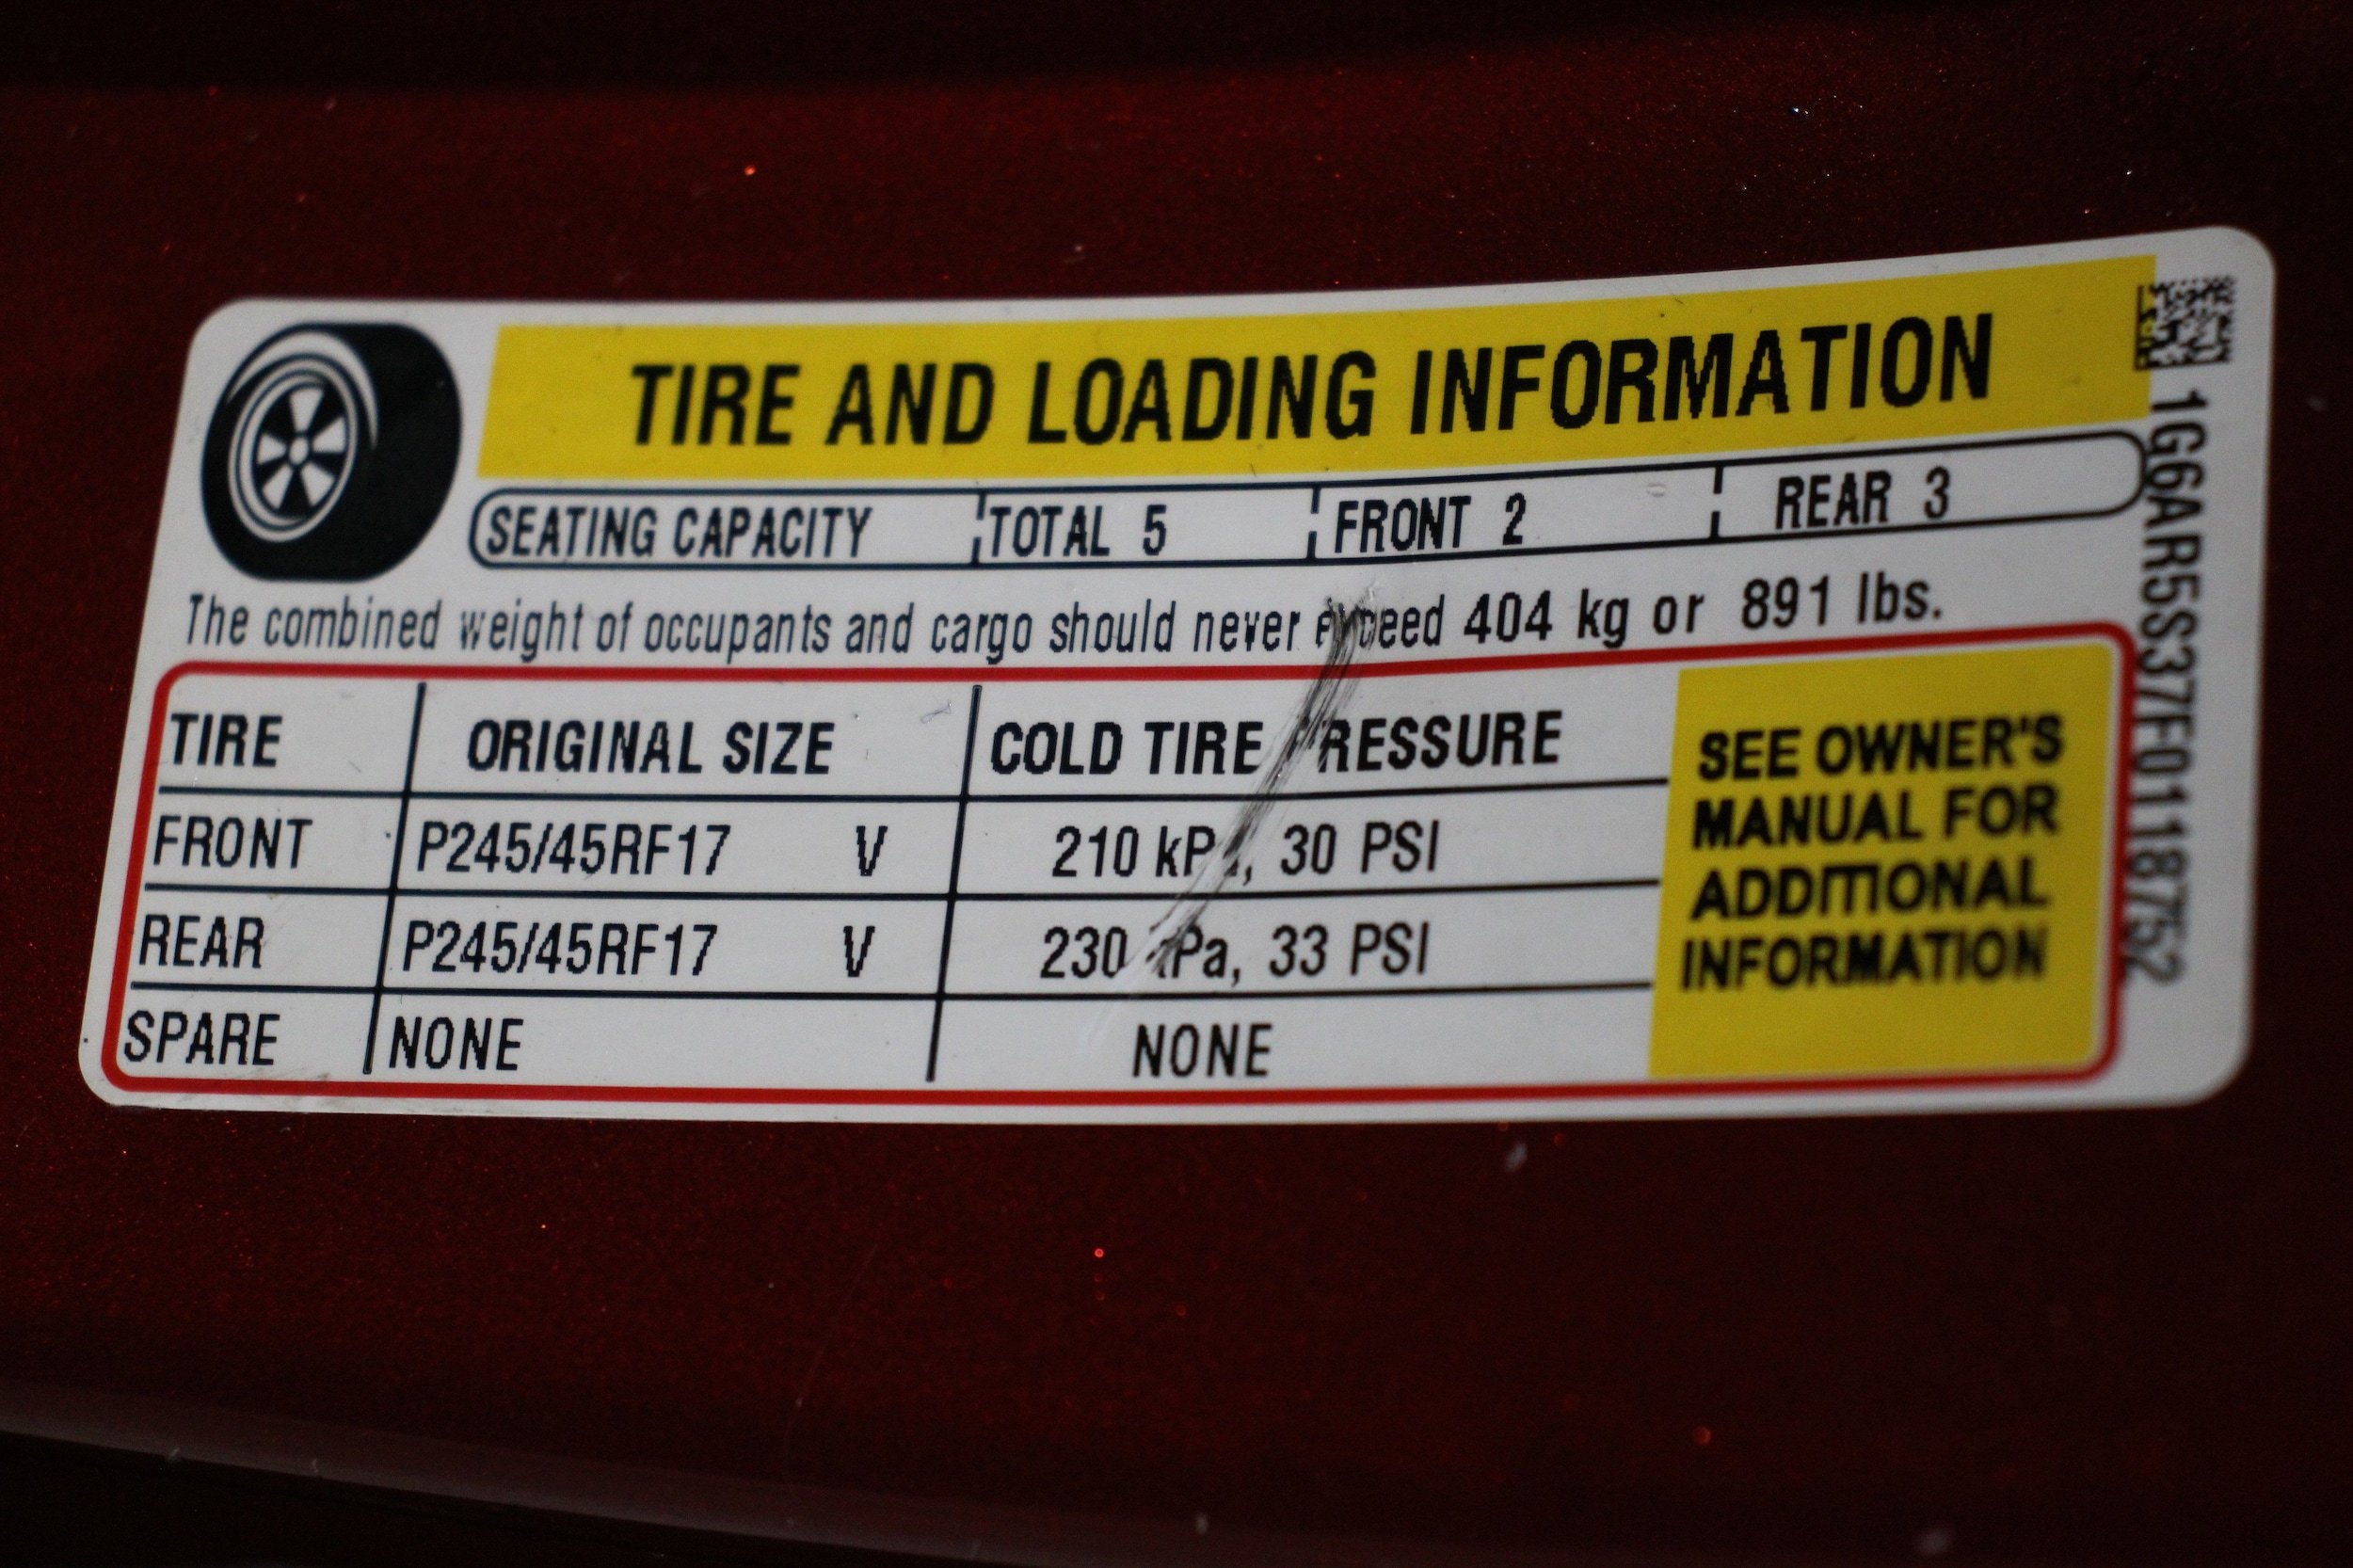 TIRE AND LOADING INFORMATION
SEATING CAPACITY TOTAL 5 FRONT 2 REAR 3
The combined weight of occupants and cargo should never exceed 404 kg or 891 lbs.
TIRE ORIGINAL SIZE COLD TIRE PRESSURE
FRONT P245/45RF17 V 210 kPa, 30 PSI
REAR P245/45RF17 V 230 kPa, 33 PSI
SPARE NONE NONE
SEE OWNER'S
MANUAL FOR
ADDITIONAL
INFORMATION
1G6AR5S37F0118752